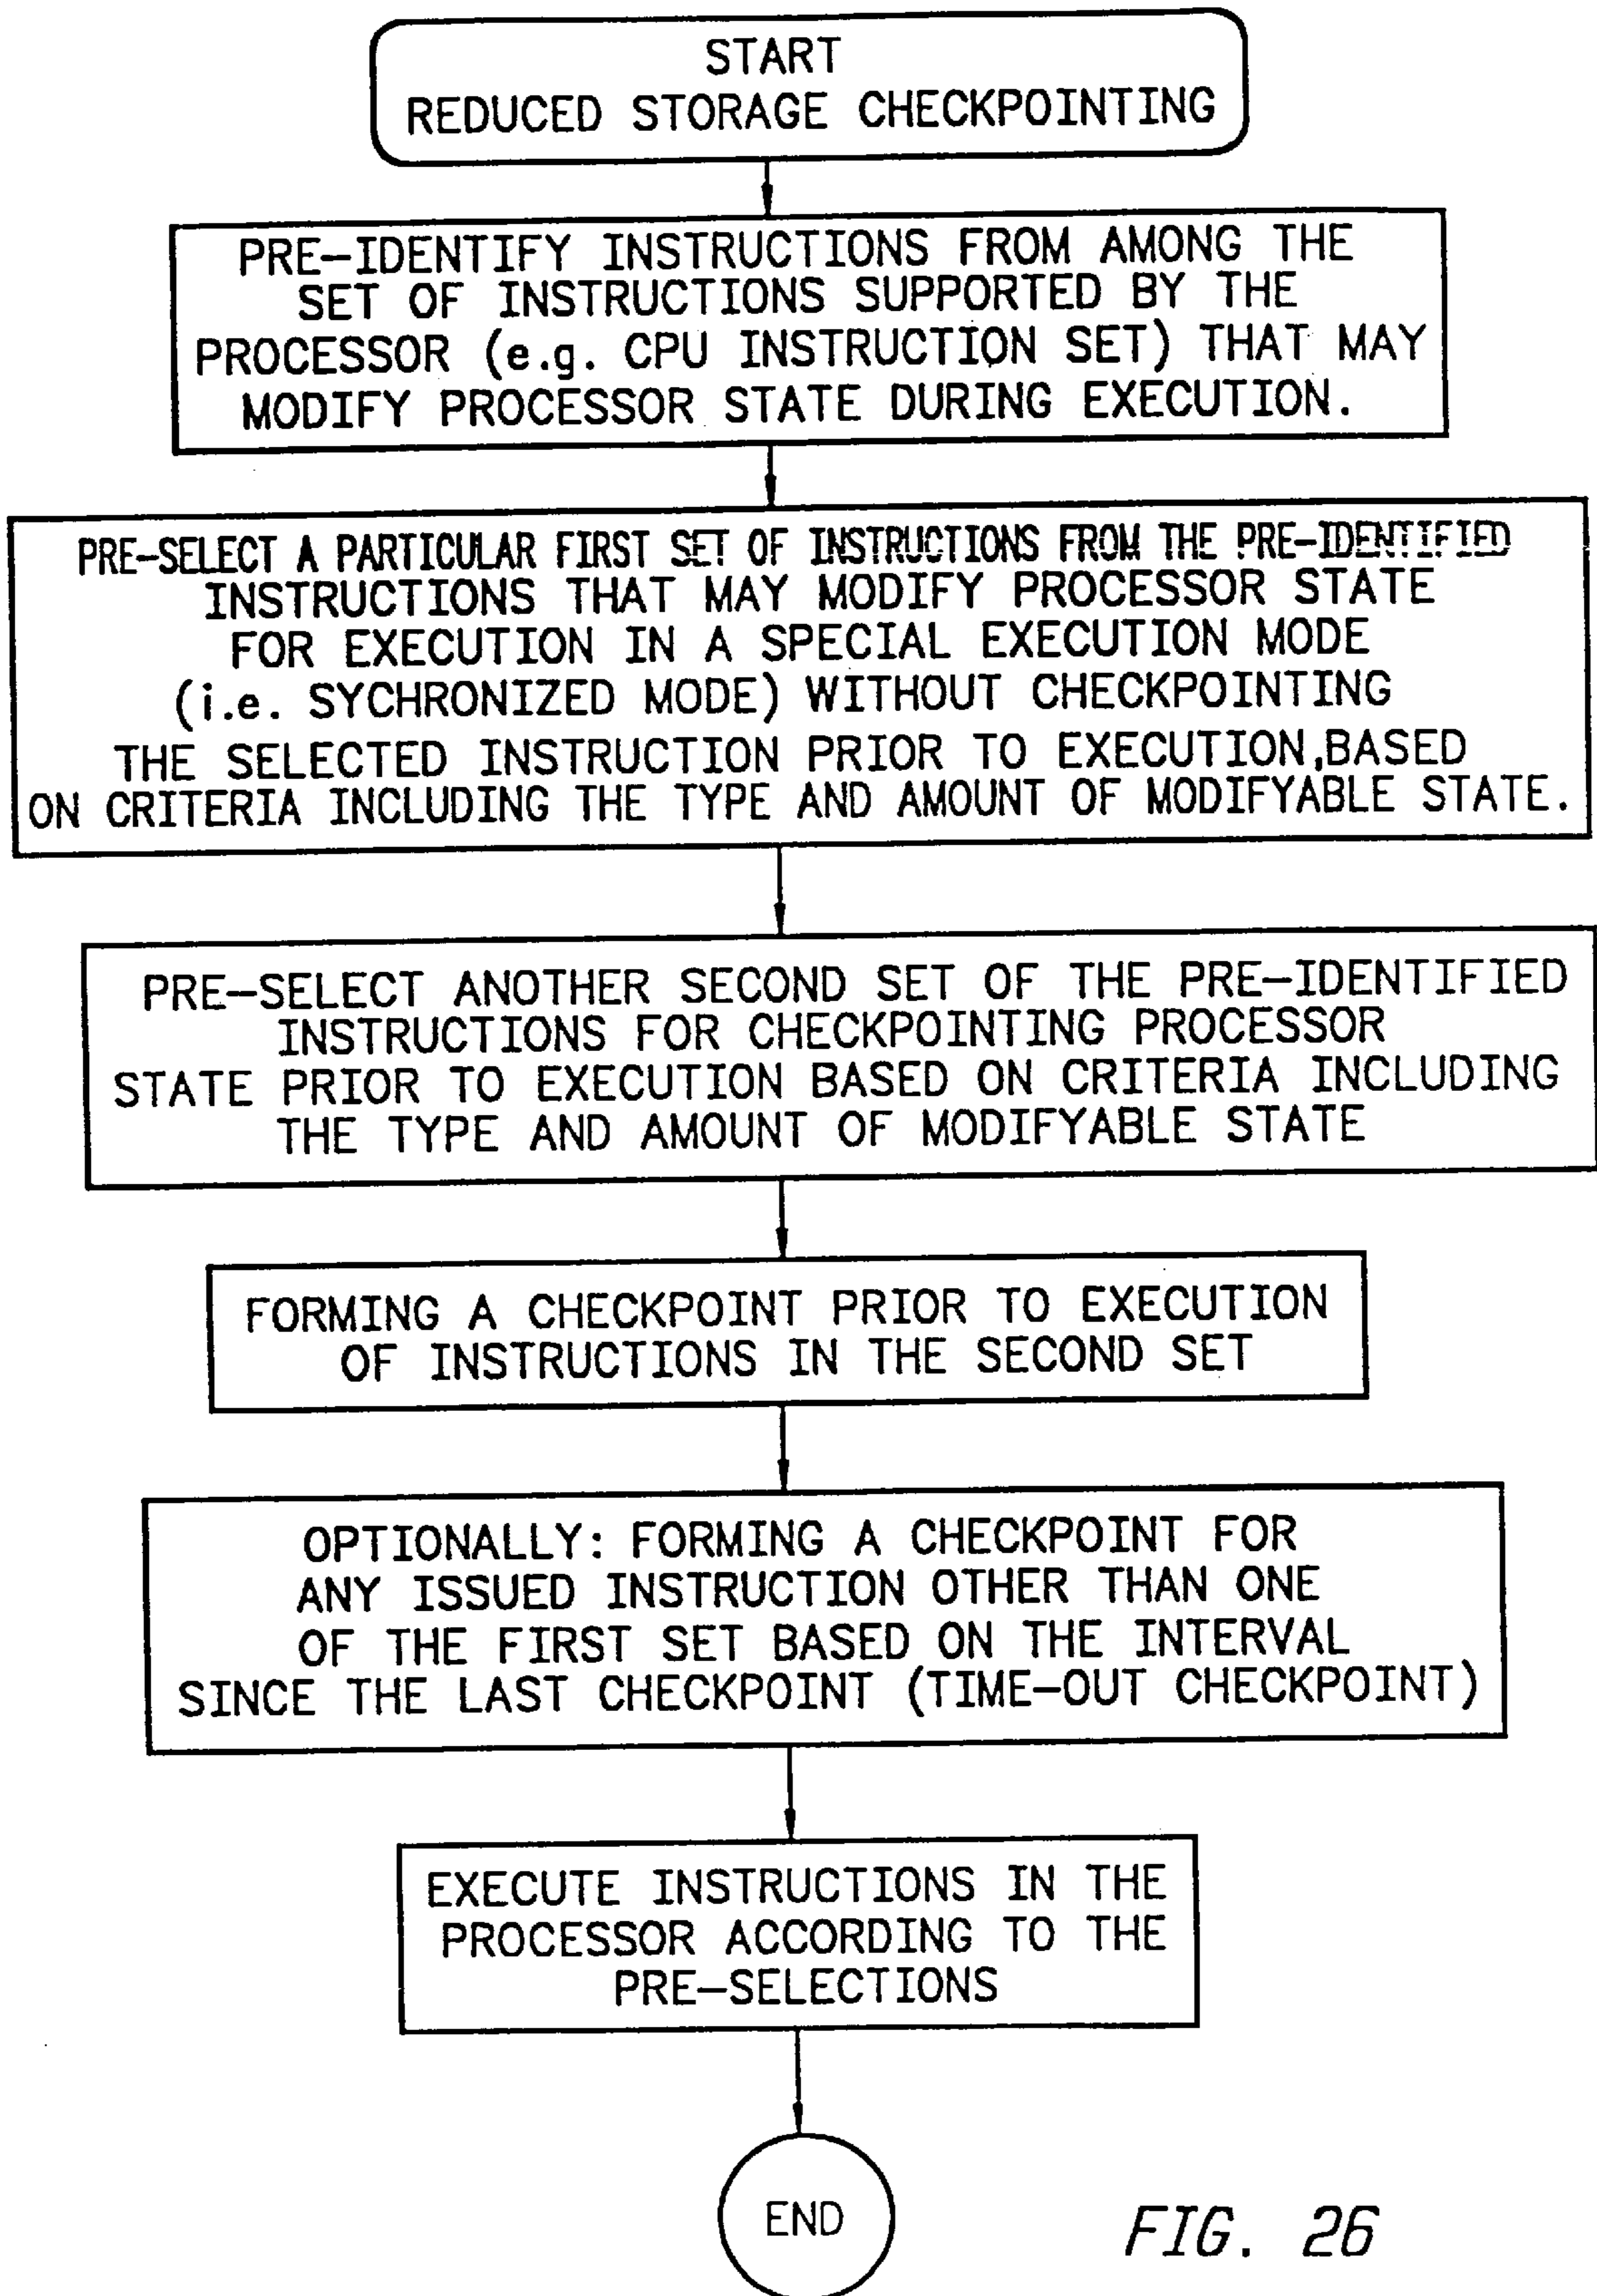 START
REDUCED STORAGE CHECKPOINTING
PRE-IDENTIFY INSTRUCTIONS FROM AMONG THE
SET OF INSTRUCTIONS SUPPORTED BY THE
PROCESSOR (e.g. CPU INSTRUCTION SET) THAT MAY
MODIFY PROCESSOR STATE DURING EXECUTION.
PRE-SELECT A PARTICULAR FIRST SET OF INSTRUCTIONS FROM THE PRE-IDENTIFIED
INSTRUCTIONS THAT MAY MODIFY PROCESSOR STATE
FOR EXECUTION IN A SPECIAL EXECUTION MODE
(i.e. SYCHRONIZED MODE) WITHOUT CHECKPOINTING
THE SELECTED INSTRUCTION PRIOR TO EXECUTION,BASED
ON CRITERIA INCLUDING THE TYPE AND AMOUNT OF MODIFYABLE STATE.
PRE-SELECT ANOTHER SECOND SET OF THE PRE-IDENTIFIED
INSTRUCTIONS FOR CHECKPOINTING PROCESSOR
STATE PRIOR TO EXECUTION BASED ON CRITERIA INCLUDING
THE TYPE AND AMOUNT OF MODIFYABLE STATE
FORMING A CHECKPOINT PRIOR TO EXECUTION
OF INSTRUCTIONS IN THE SECOND SET
OPTIONALLY: FORMING A CHECKPOINT FOR
ANY ISSUED INSTRUCTION OTHER THAN ONE
OF THE FIRST SET BASED ON THE INTERVAL
SINCE THE LAST CHECKPOINT (TIME-OUT CHECKPOINT)
EXECUTE INSTRUCTIONS IN THE
PROCESSOR ACCORDING TO THE
PRE-SELECTIONS
END
FIG. 26